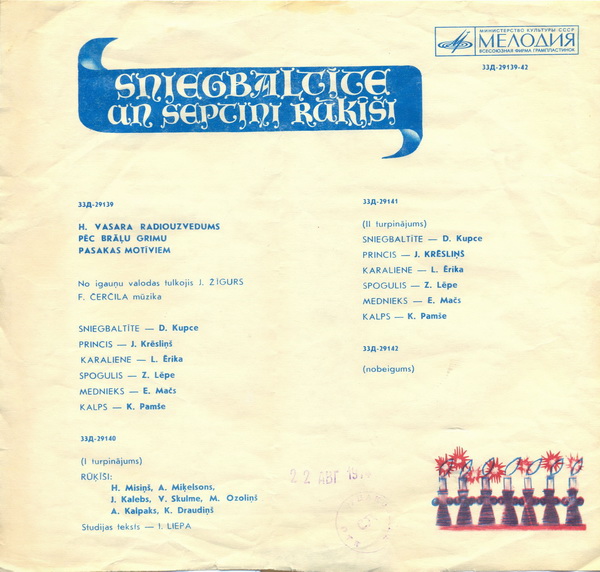 МИНИСТЕРСТВО КУЛЬТУРЫ СССР
МЕЛОДИЯ
ВСЕСОЮЗНАЯ ФИРМА ГРАМПЛАСТИНОК
33Д-29139-42
SNIEGBALTĪTE
UN SEPTIŅI RŪĶĪŠI
33Д-29139
H. VASARA RADIOUZVEDUMS
PĒC BRĀĻU GRIMU
PASAKAS MOTĪVIEM
No igauņu valodas tulkojis J. ŽĪGURS
F. ČERČILA mūzika
SNIEGBALTĪTE — D. Kupce
PRINCIS — J. Krēsliņš
KARALIENE — L. Ērika
SPOGULIS — Z. Lēpe
MEDNIEKS — E. Mačs
KALPS — K. Pamše
33Д-29140
(I turpinājums)
RŪĶĪŠI:
H. Misiņš, A. Miķelsons,
J. Kalebs, V. Skulme, M. Ozoliņš
A. Kalpaks, K. Draudiņš
Studijas teksts — I. LIEPA
33Д-29141
(II turpinājums)
SNIEGBALTĪTE — D. Kupce
PRINCIS — J. KRĒSLIŅŠ
KARALIENE — L. Ērika
SPOGULIS — Z. Lēpe
MEDNIEKS — E. Mačs
KALPS — K. Pamše
33Д-29142
(nobeigums)
22 АВГ